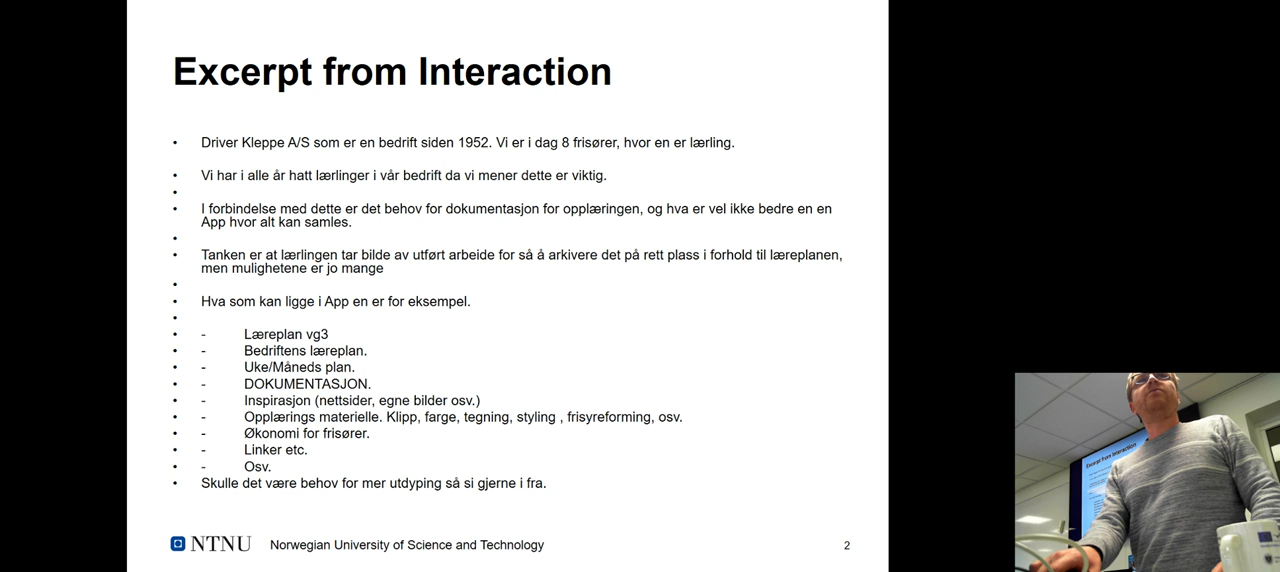 Excerpt from Interaction
• Driver Kleppe A/S som er en bedrift siden 1952. Vi er i dag 8 frisører, hvor en er lærling.
• Vi har i alle år hatt lærlinger i vår bedrift da vi mener dette er viktig.
•
• I forbindelse med dette er det behov for dokumentasjon for opplæringen, og hva er vel ikke bedre en en
App hvor alt kan samles.
•
• Tanken er at lærlingen tar bilde av utført arbeide for så å arkivere det på rett plass i forhold til læreplanen,
men mulighetene er jo mange
•
• Hva som kan ligge i App en er for eksempel.
•
• - Læreplan vg3
• - Bedriftens læreplan.
• - Uke/Måneds plan.
• - DOKUMENTASJON.
• - Inspirasjon (nettsider, egne bilder osv.)
• - Opplærings materielle. Klipp, farge, tegning, styling , frisyreforming, osv.
• - Økonomi for frisører.
• - Linker etc.
• - Osv.
• Skulle det være behov for mer utdyping så si gjerne i fra.
NTNU Norwegian University of Science and Technology 2
Excerpt from Interaction